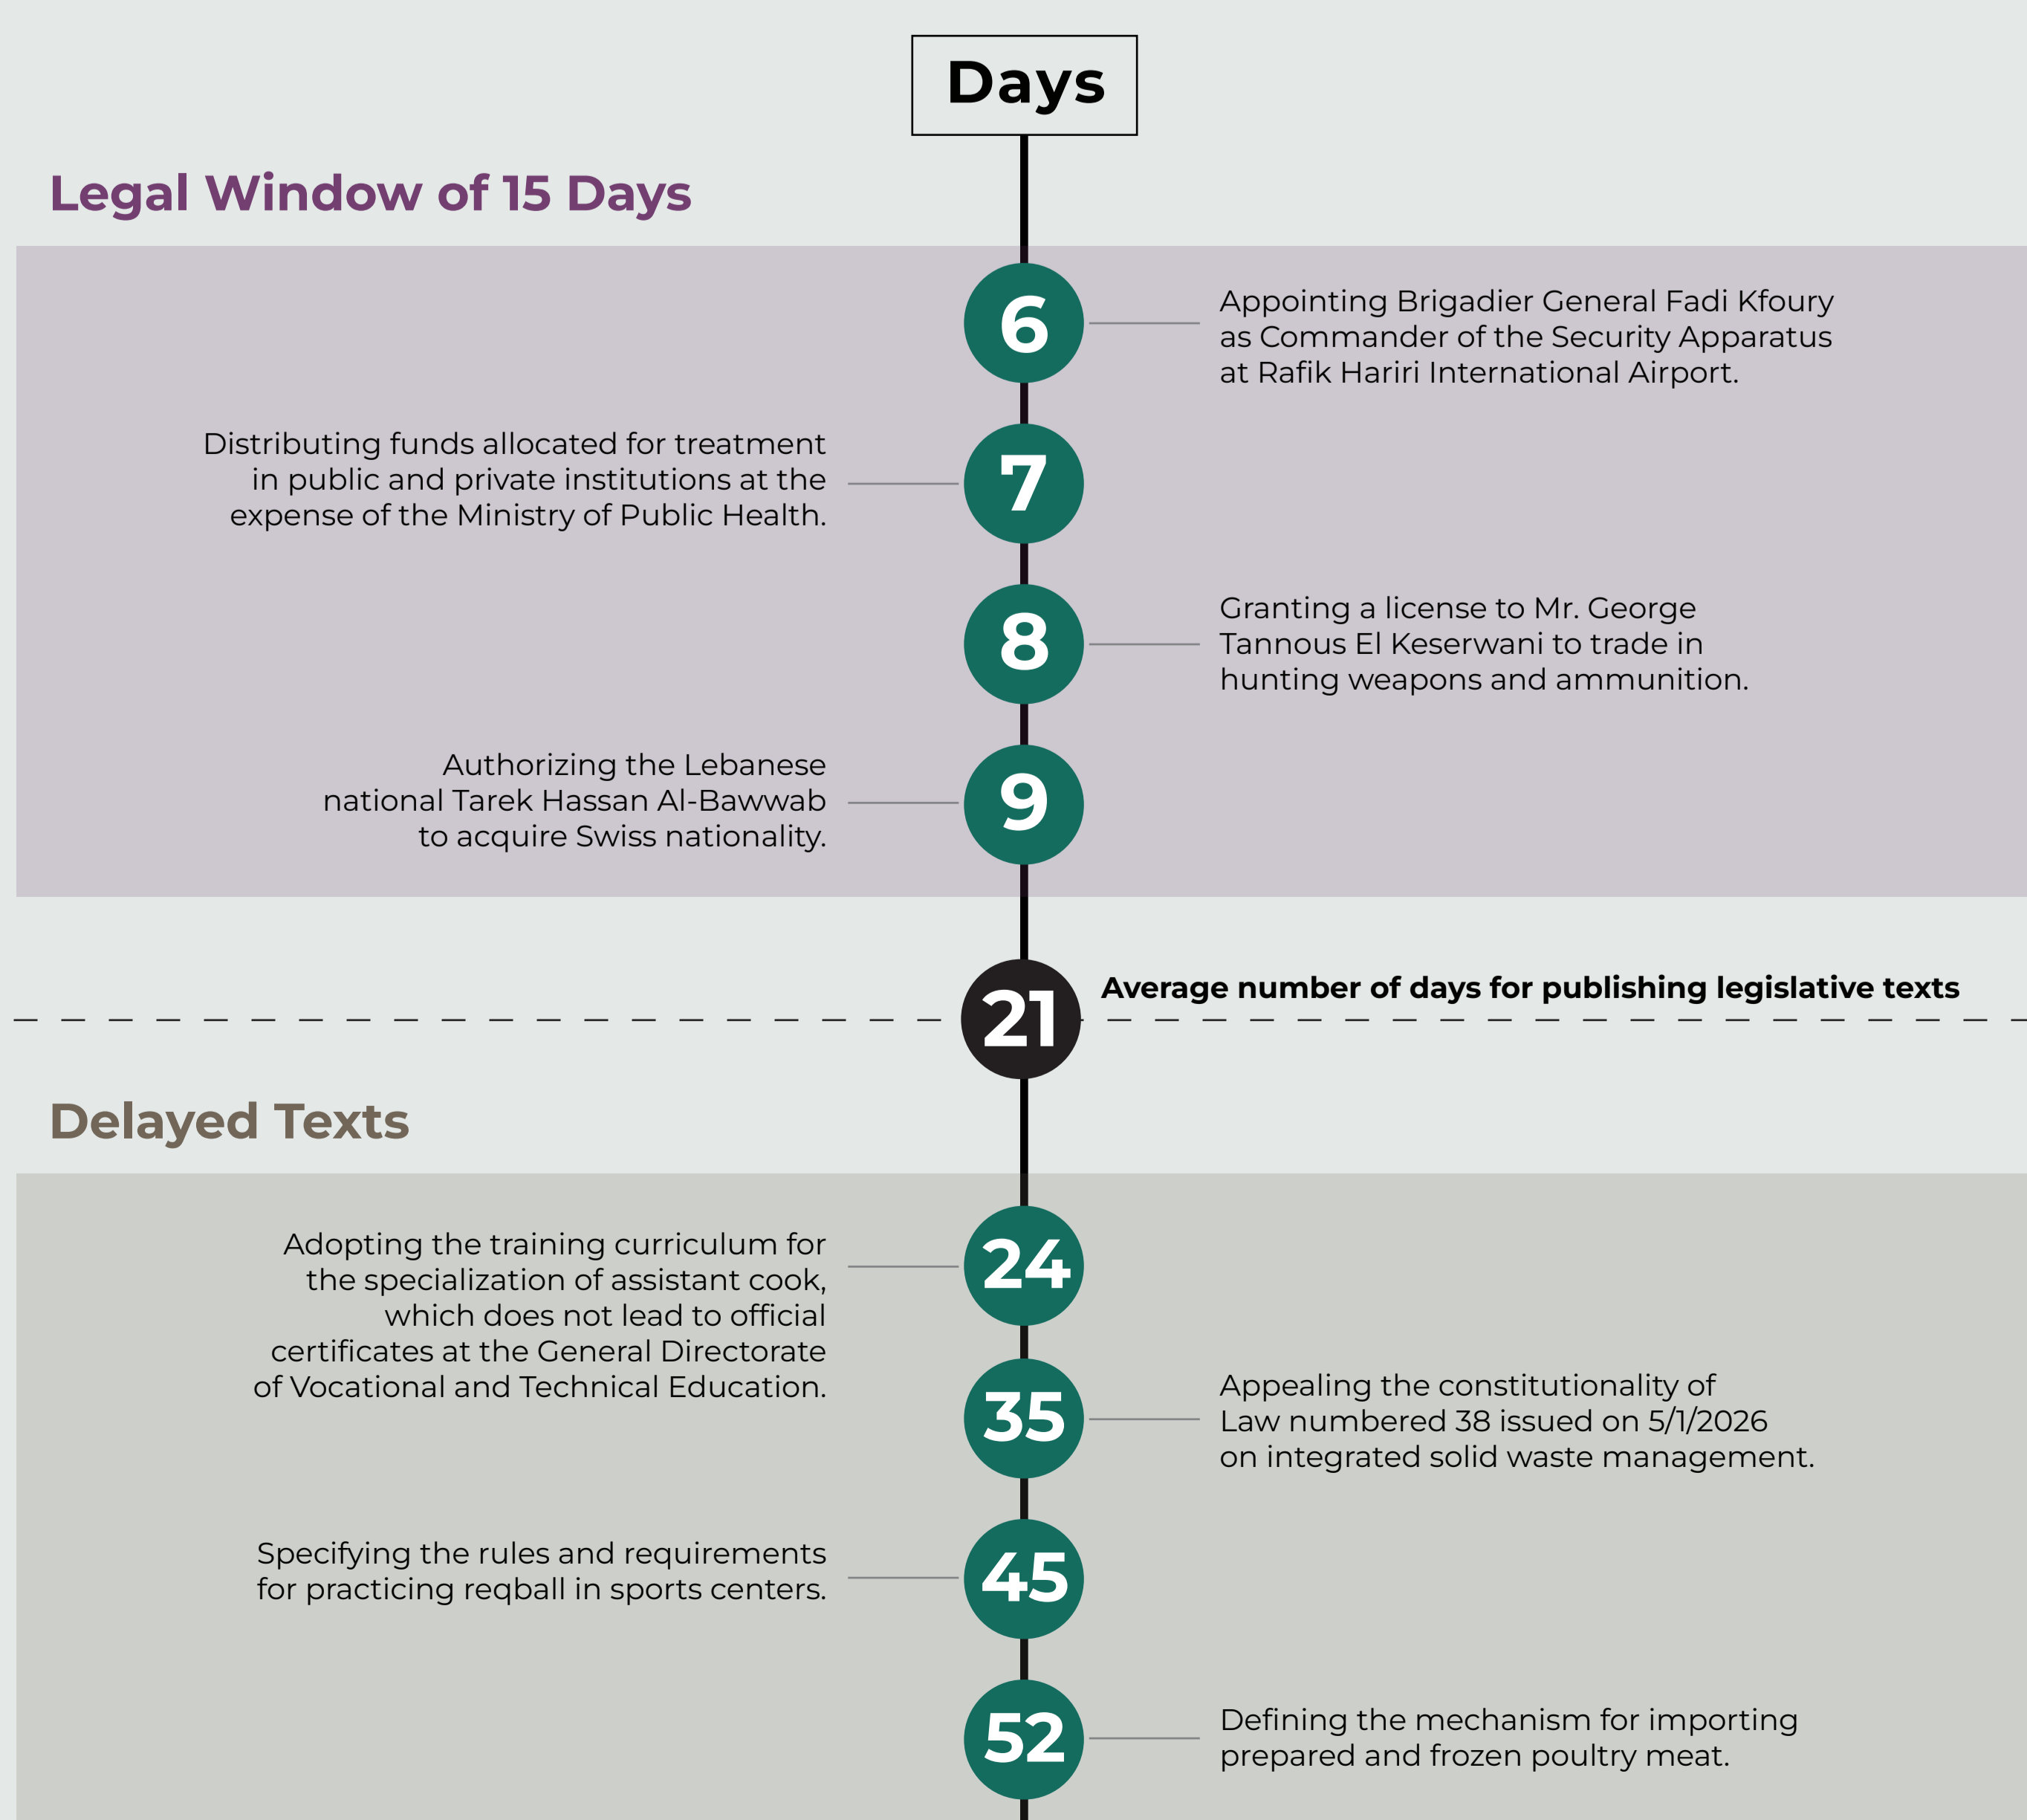 Days
Legal Window of 15 Days
6
Appointing Brigadier General Fadi Kfoury
as Commander of the Security Apparatus
at Rafik Hariri International Airport.
Distributing funds allocated for treatment
in public and private institutions at the
expense of the Ministry of Public Health.
7
8
Granting a license to Mr. George
Tannous El Keserwani to trade in
hunting weapons and ammunition.
Authorizing the Lebanese
national Tarek Hassan Al-Bawwab
to acquire Swiss nationality.
9
21
Average number of days for publishing legislative texts
Delayed Texts
Adopting the training curriculum for
the specialization of assistant cook,
which does not lead to official
certificates at the General Directorate
of Vocational and Technical Education.
24
35
Appealing the constitutionality of
Law numbered 38 issued on 5/1/2026
on integrated solid waste management.
Specifying the rules and requirements
for practicing reqball in sports centers.
45
52
Defining the mechanism for importing
prepared and frozen poultry meat.